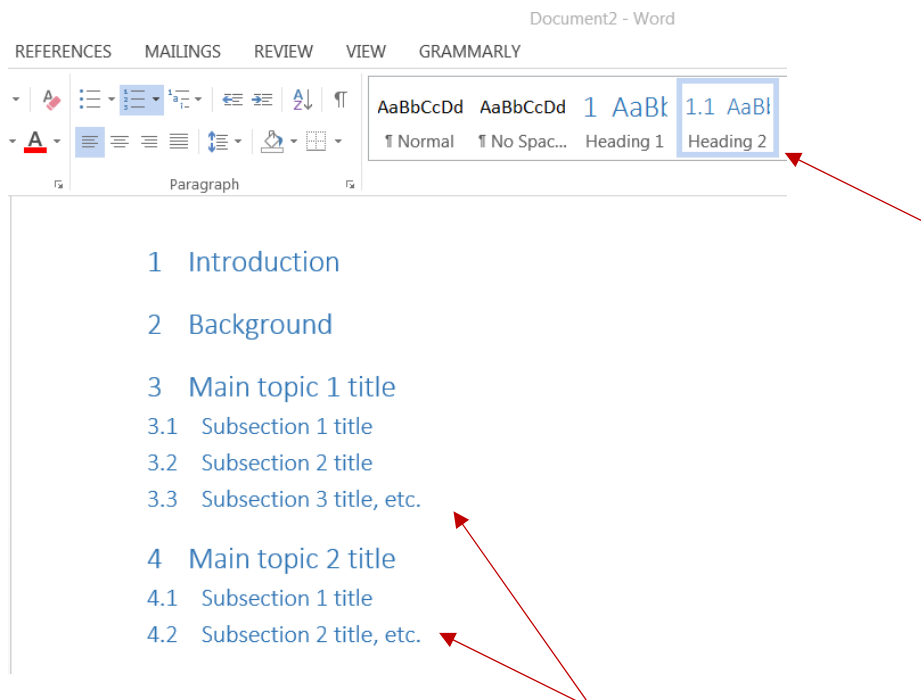 Document2 - Word
REFERENCES MAILINGS REVIEW VIEW GRAMMARLY
AaBbCcDd AaBbCcDd 1 AaBb 1.1 AaBb
¶ Normal ¶ No Spac... Heading 1 Heading 2
Paragraph
1 Introduction
2 Background
3 Main topic 1 title
3.1 Subsection 1 title
3.2 Subsection 2 title
3.3 Subsection 3 title, etc.
4 Main topic 2 title
4.1 Subsection 1 title
4.2 Subsection 2 title, etc.